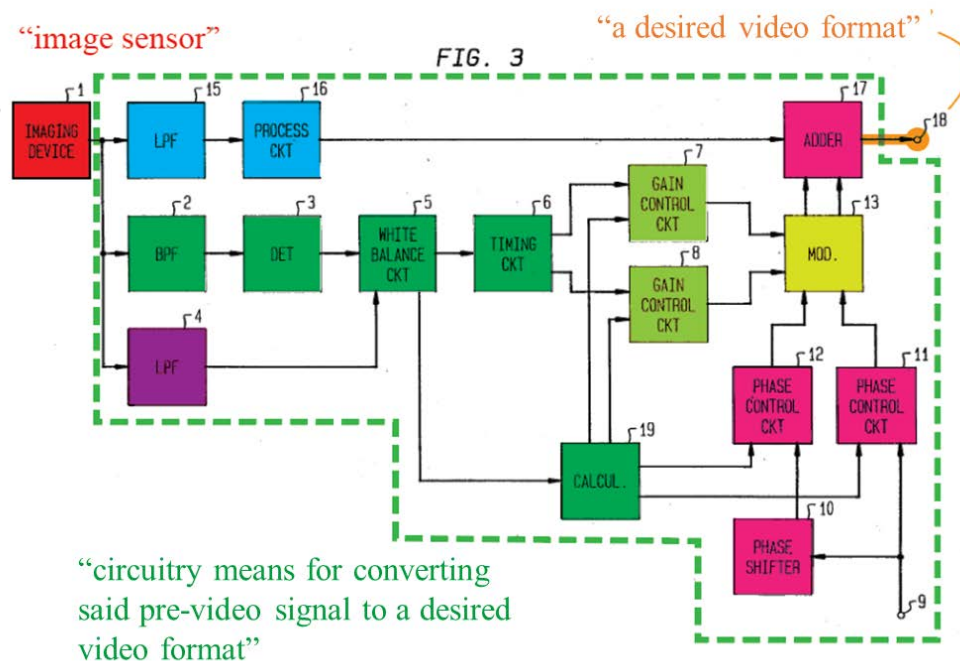 “image sensor”
“a desired video format”
FIG. 3
1
IMAGING
DEVICE
15
LPF
16
PROCESS
CKT
17
ADDER
18
2
BPF
3
DET
5
WHITE
BALANCE
CKT
6
TIMING
CKT
7
GAIN
CONTROL
CKT
8
GAIN
CONTROL
CKT
13
MOD.
4
LPF
12
PHASE
CONTROL
CKT
11
PHASE
CONTROL
CKT
19
CALCUL.
10
PHASE
SHIFTER
9
“circuitry means for converting
said pre-video signal to a desired
video format”